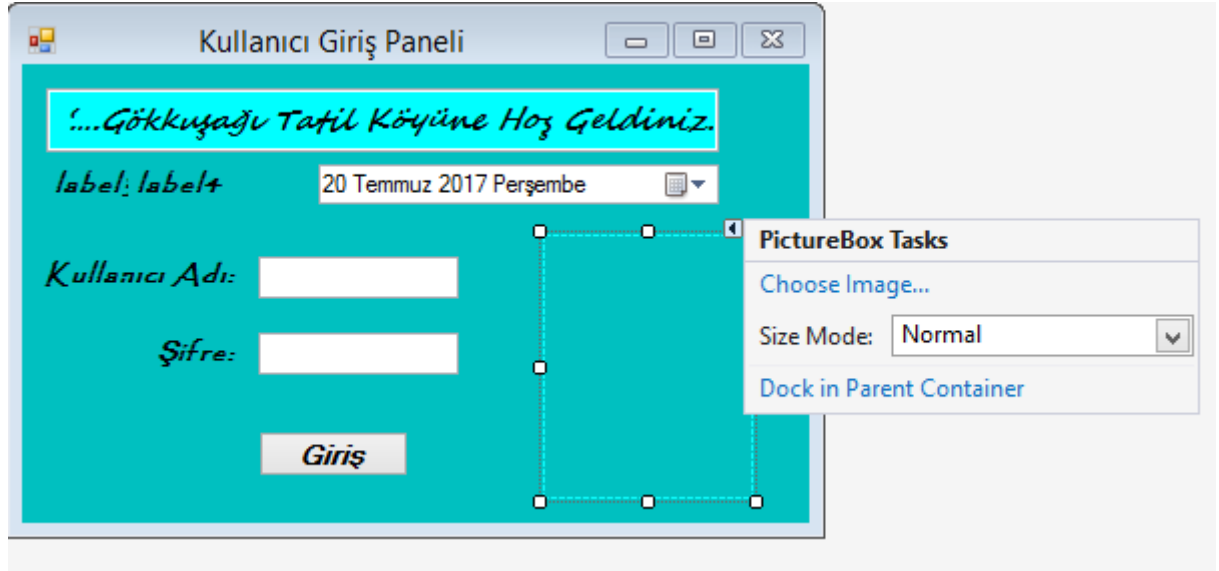 Kullanıcı Giriş Paneli
‘....Gökkuşağı Tatil Köyüne Hoş Geldiniz.
label4
20 Temmuz 2017 Perşembe
PictureBox Tasks
Choose Image...
Kullanıcı Adı:
Size Mode: Normal
Şifre:
Dock in Parent Container
Giriş